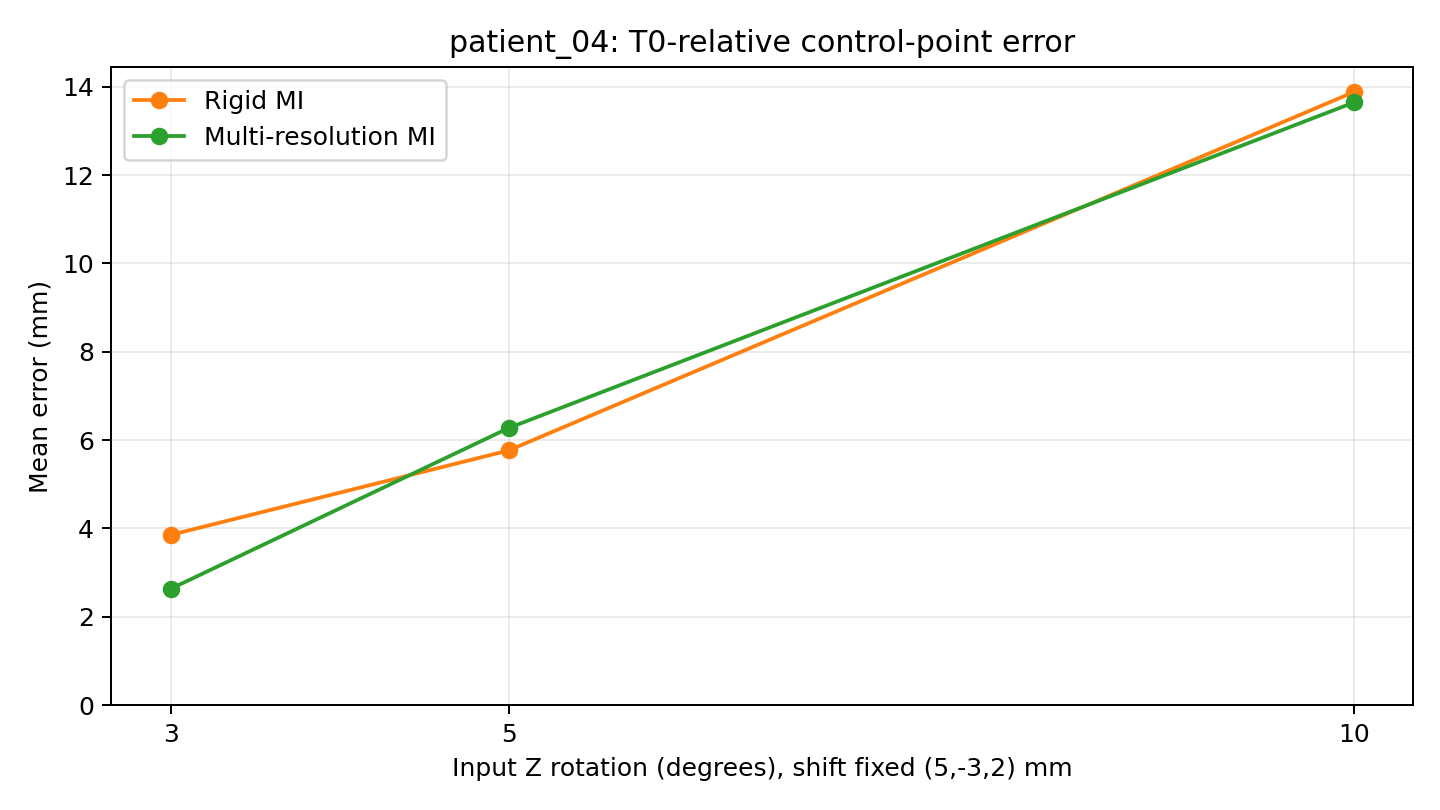 patient_04: T0-relative control-point error
Rigid MI
Multi-resolution MI
Mean error (mm)
14
12
10
8
6
4
2
0
3
5
10
Input Z rotation (degrees), shift fixed (5,-3,2) mm